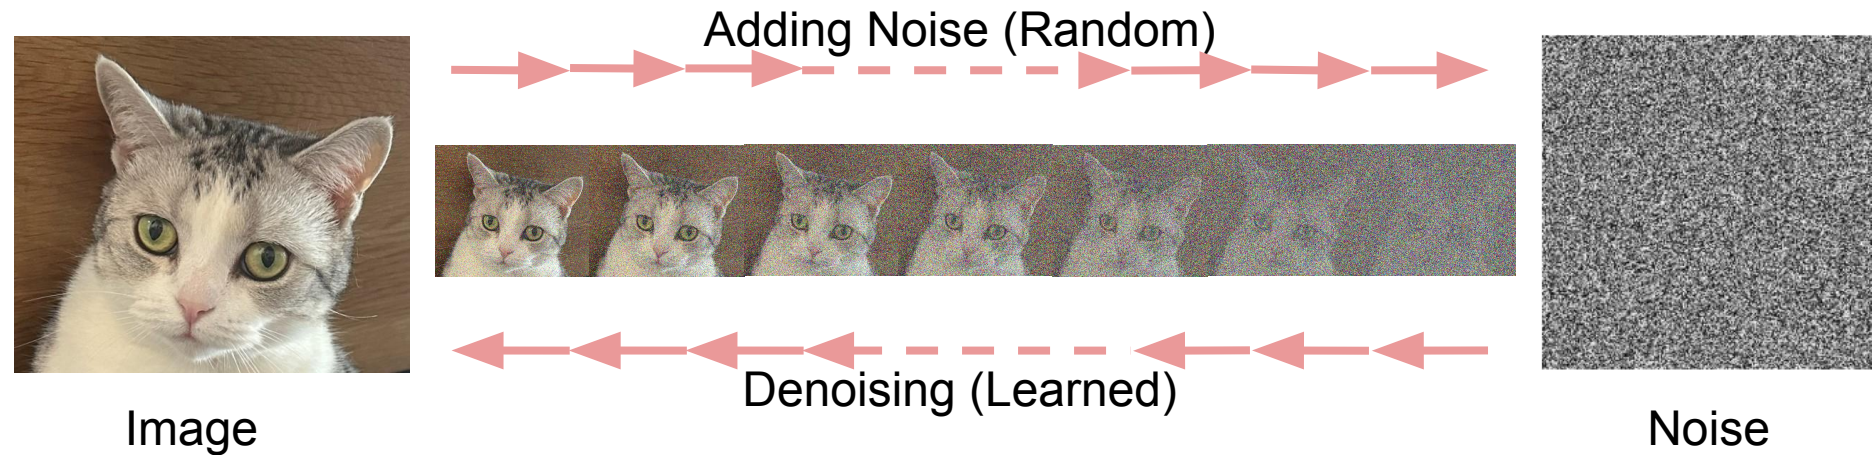 Adding Noise (Random)
Denoising (Learned)
Image
Noise